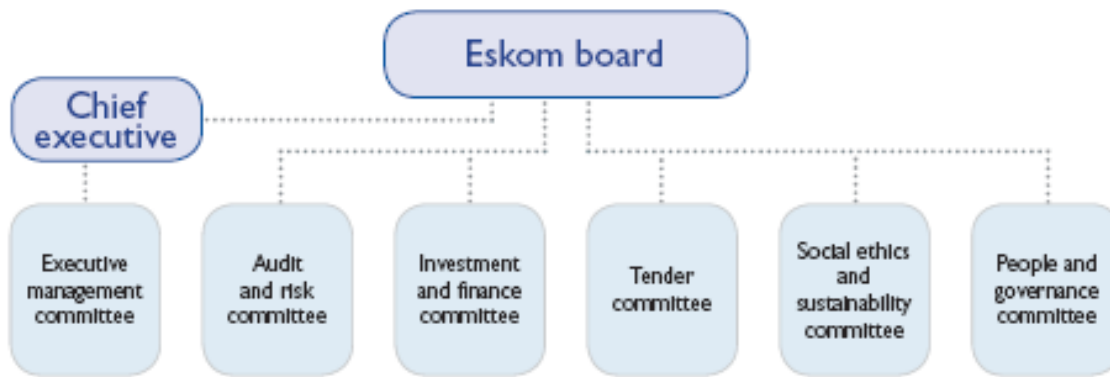 Eskom board
Chief
executive
Executive
management
committee
Audit
and risk
committee
Investment
and finance
committee
Tender
committee
Social ethics
and
sustainability
committee
People and
governance
committee